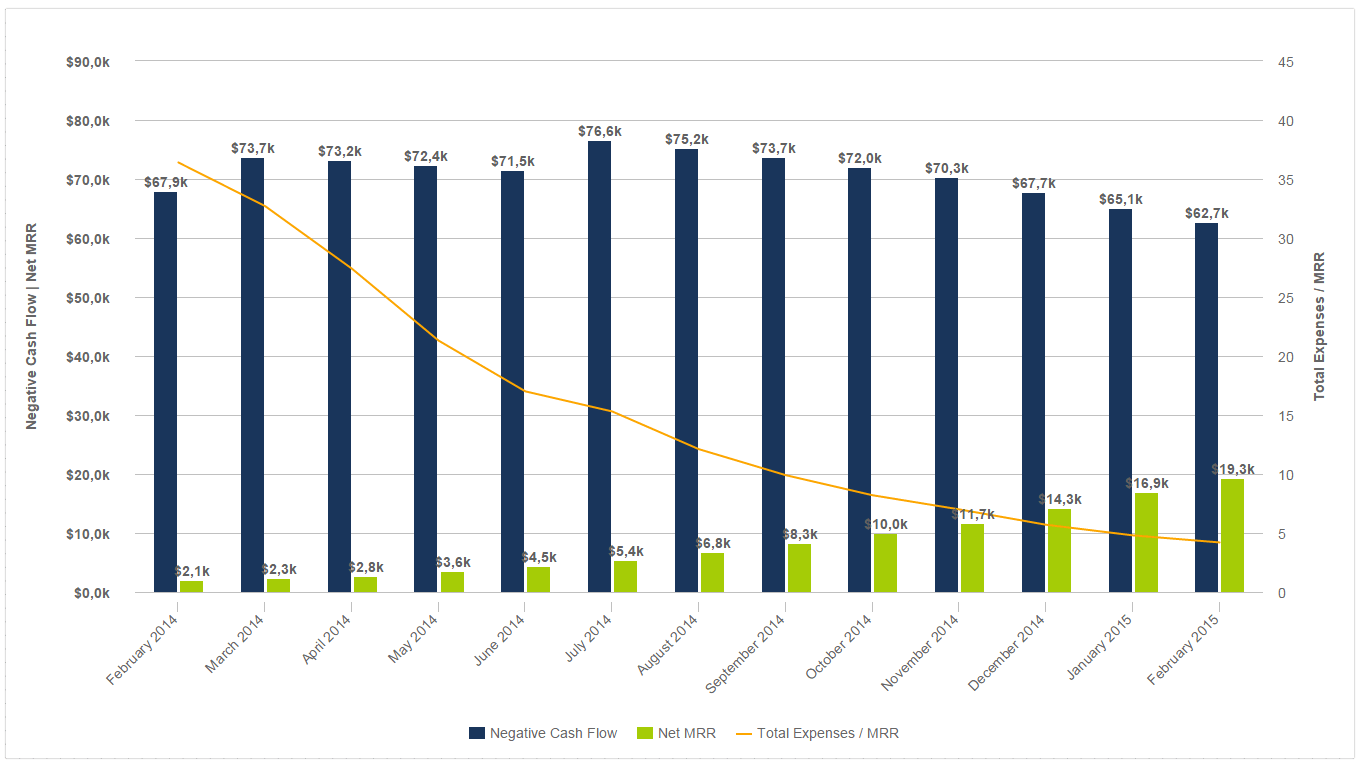 $90,0k
$80,0k
$70,0k
$60,0k
$50,0k
$40,0k
$30,0k
$20,0k
$10,0k
$0,0k
Negative Cash Flow | Net MRR
45
40
35
30
25
20
15
10
5
0
Total Expenses / MRR
$67,9k
$73,7k
$73,2k
$72,4k
$71,5k
$76,6k
$75,2k
$73,7k
$72,0k
$70,3k
$67,7k
$65,1k
$62,7k
$2,1k
$2,3k
$2,8k
$3,6k
$4,5k
$5,4k
$6,8k
$8,3k
$10,0k
$11,7k
$14,3k
$16,9k
$19,3k
February 2014
March 2014
April 2014
May 2014
June 2014
July 2014
August 2014
September 2014
October 2014
November 2014
December 2014
January 2015
February 2015
Negative Cash Flow
Net MRR
Total Expenses / MRR